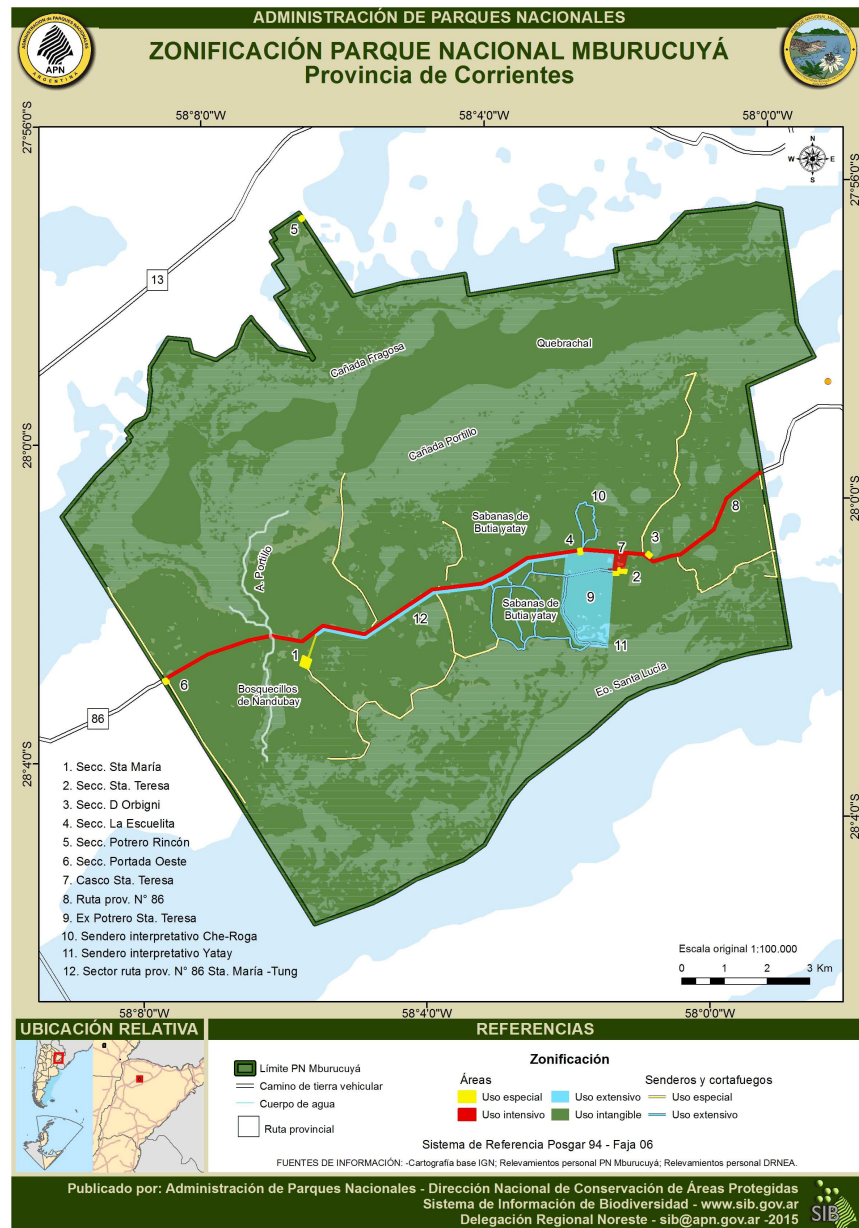 ADMINISTRACIÓN DE PARQUES NACIONALES
ZONIFICACIÓN PARQUE NACIONAL MBURUCUYÁ
Provincia de Corrientes
APN
ARGENTINA
58°8'0"W
58°4'0"W
58°0'0"W
27°56'0"S
27°56'0"S
N
W
E
S
5
13
Quebrachal
Cañada Fragosa
Cañada Portillo
28°0'0"S
28°0'0"S
10
8
Sabanas de
Butiayatay
4
7
3
A. Portillo
2
9
Sabanas de
Butiayatay
12
11
1
Eo. Santa Lucía
6
Bosquecillos
de Ñandubay
86
28°4'0"S
28°4'0"S
1. Secc. Sta María
2. Secc. Sta. Teresa
3. Secc. D Orbigni
4. Secc. La Escuelita
5. Secc. Potrero Rincón
6. Secc. Portada Oeste
7. Casco Sta. Teresa
8. Ruta prov. N° 86
9. Ex Potrero Sta. Teresa
10. Sendero interpretativo Che-Roga
11. Sendero interpretativo Yatay
12. Sector ruta prov. N° 86 Sta. María -Tung
Escala original 1:100.000
0 1 2 3 Km
58°8'0"W
58°4'0"W
58°0'0"W
UBICACIÓN RELATIVA
REFERENCIAS
Límite PN Mburucuyá
Camino de tierra vehicular
Cuerpo de agua
Ruta provincial
Zonificación
Áreas
Senderos y cortafuegos
Uso especial
Uso extensivo
Uso especial
Uso intensivo
Uso intangible
Uso extensivo
Sistema de Referencia Posgar 94 - Faja 06
FUENTES DE INFORMACIÓN: -Cartografía base IGN; Relevamientos personal PN Mburucuyá; Relevamientos personal DRNEA.
Publicado por: Administración de Parques Nacionales - Dirección Nacional de Conservación de Áreas Protegidas
Sistema de Información de Biodiversidad - www.sib.gov.ar
Delegación Regional Noreste - sib@apn.gov.ar -2015
SIB